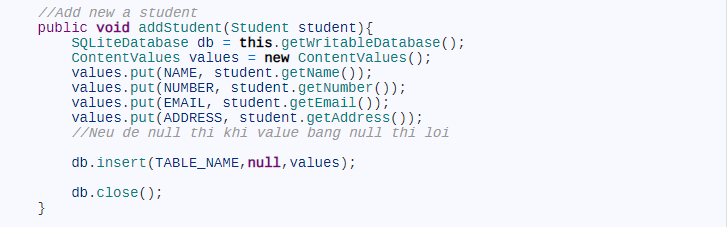 //Add new a student
public void addStudent(Student student){
SQLiteDatabase db = this.getWritableDatabase();
ContentValues values = new ContentValues();
values.put(NAME, student.getName());
values.put(NUMBER, student.getNumber());
values.put(EMAIL, student.getEmail());
values.put(ADDRESS, student.getAddress());
//Neu de null thi khi value bang null thi loi
db.insert(TABLE_NAME,null,values);
db.close();
}